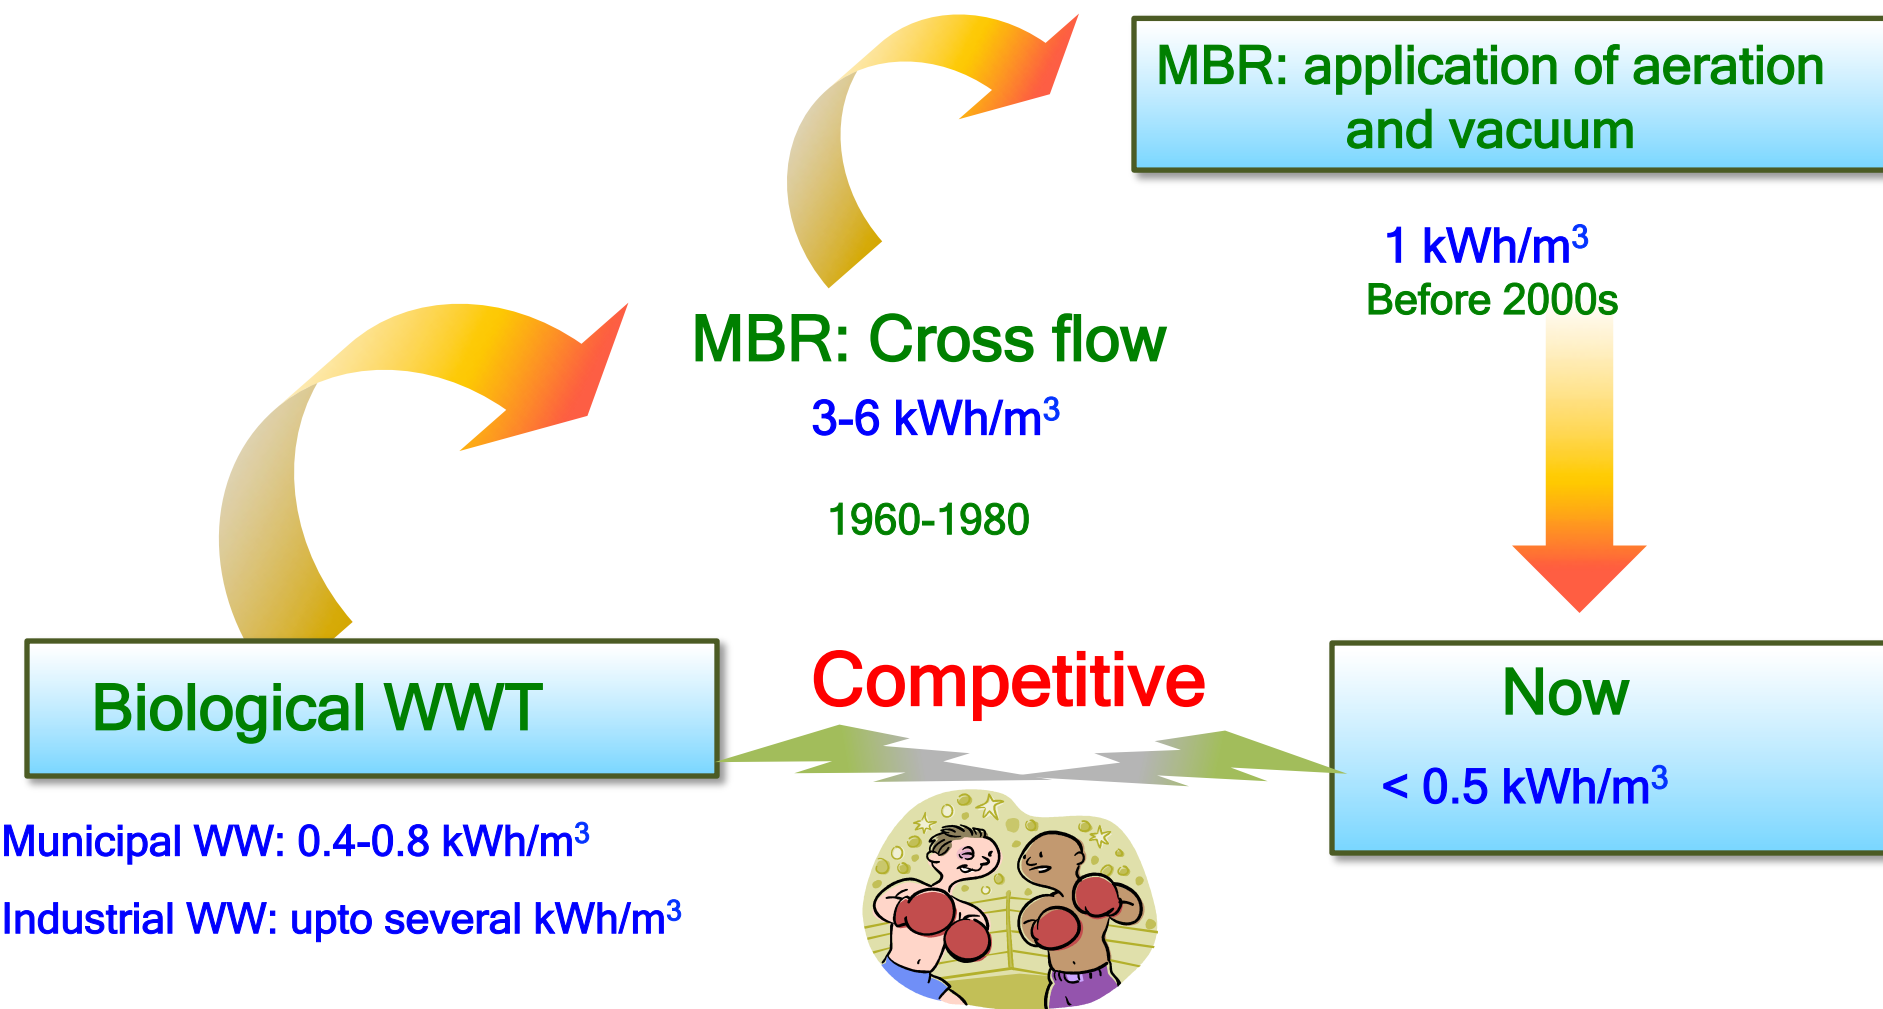 MBR: application of aeration
and vacuum
1 kWh/m³
Before 2000s
MBR: Cross flow
3-6 kWh/m³
1960-1980
Biological WWT
Competitive
Now
< 0.5 kWh/m³
Municipal WW: 0.4-0.8 kWh/m³
Industrial WW: upto several kWh/m³